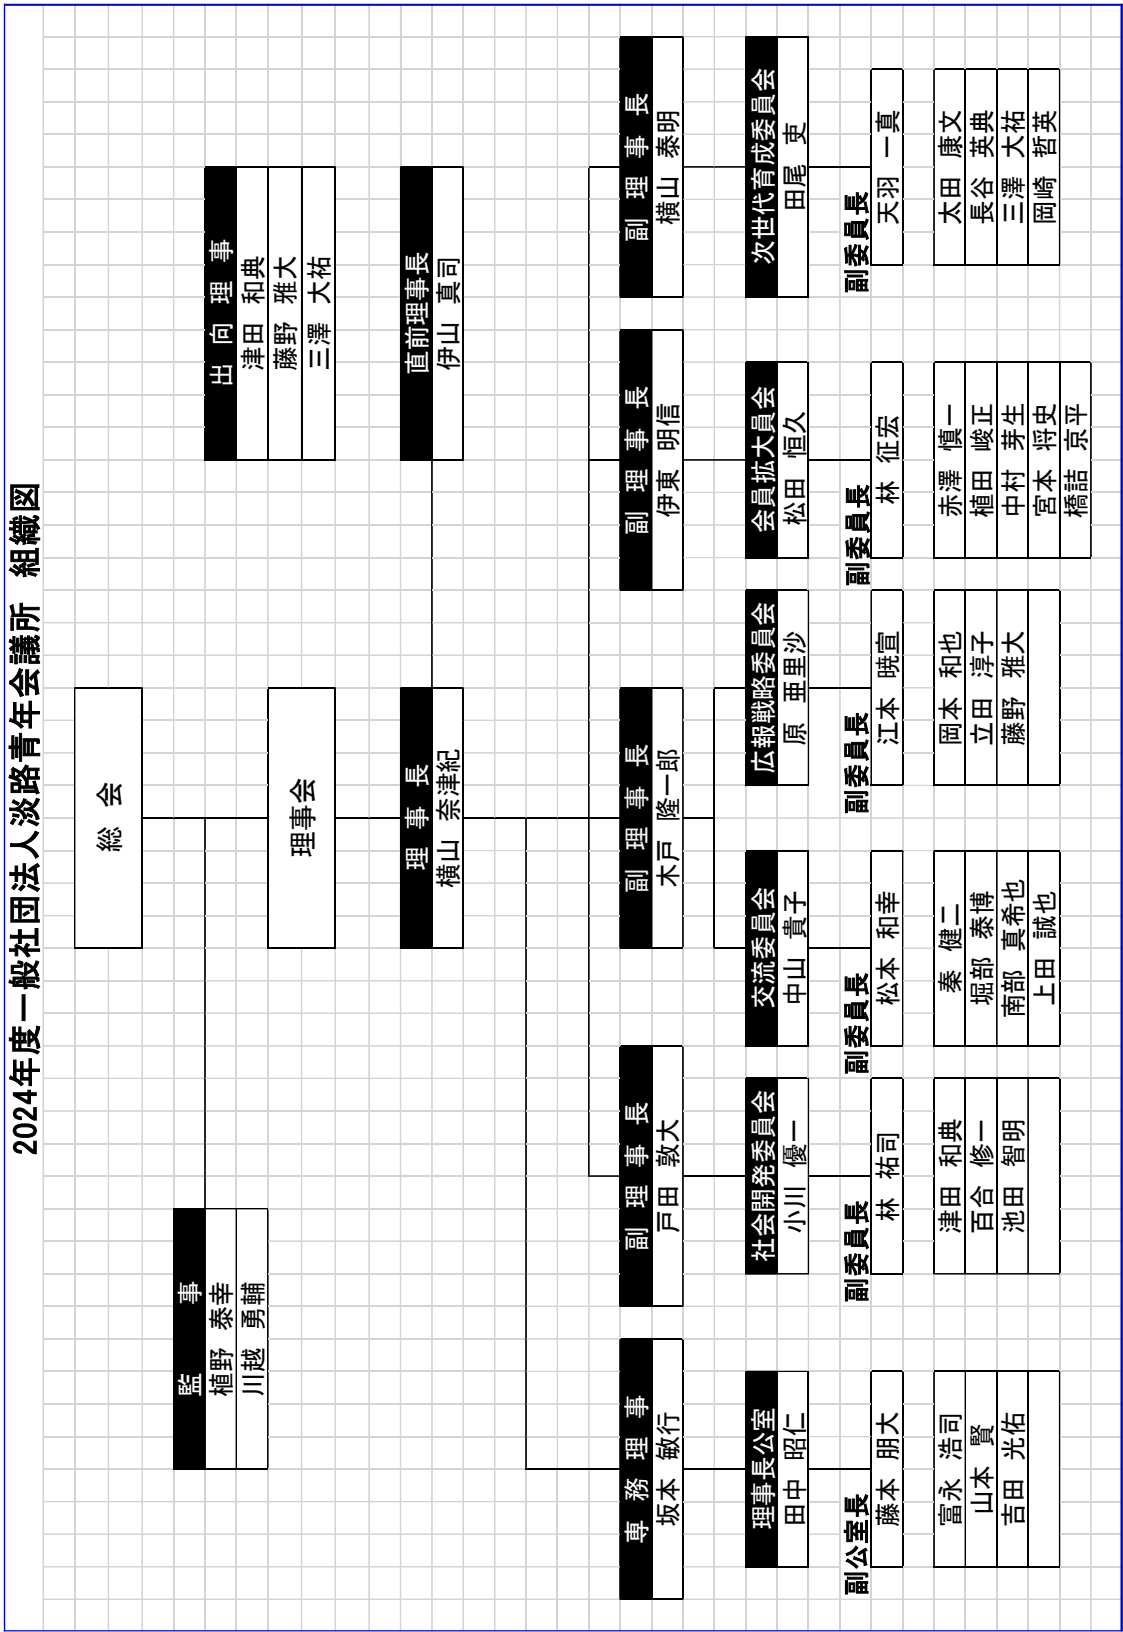 2024年度一般社団法人淡路青年会議所　組織図
総　会
監　　　事
植野　泰幸
川越　勇輔
出　向　理　事
津田　和典
藤野　雅大
三澤　大祐
理事会
理　事　長
横山　奈津紀
直前理事長
伊山　真司
専　務　理　事
坂本　敏行
副　理　事　長
戸田　敦大
副　理　事　長
木戸　隆一郎
副　理　事　長
伊東　明信
副　理　事　長
横山　泰明
理事長公室
田中　昭仁
副公室長
藤本　朋大
富永　浩司
山本　賢
吉田　光佑
社会開発委員会
小川　優一
副委員長
林　祐司
津田　和典
百合　修一
池田　智明
交流委員会
中山　貴子
副委員長
松本　和幸
秦　健二
堀部　泰博
南部　真希也
上田　誠也
広報戦略委員会
原　亜里沙
副委員長
江本　暁宣
岡本　和也
立田　淳子
藤野　雅大
会員拡大員会
松田　恒久
副委員長
林　征宏
赤澤　慎一
植田　峻正
中村　芽生
宮本　将史
橋詰　京平
次世代育成委員会
田尾　吏
副委員長
天羽　一真
太田　康文
長谷　英典
三澤　大祐
岡崎　哲英